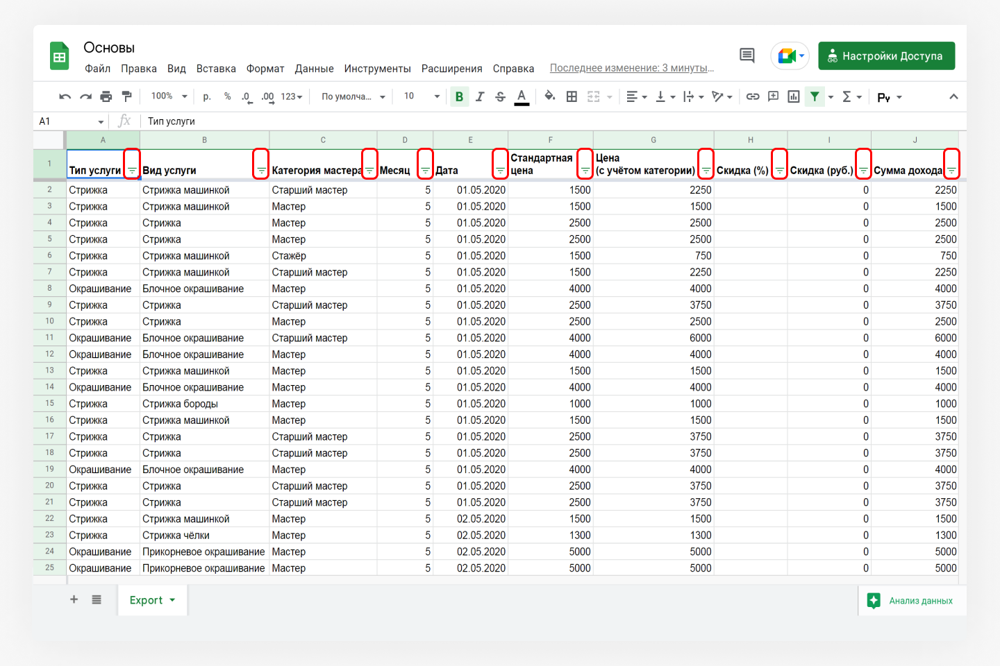 Основы
Файл Правка Вид Вставка Формат Данные Инструменты Расширения Справка Последнее изменение: 3 минуты...
Настройки Доступа
100% р. % .0 .00 123 По умолча... 10 B I S A Σ Py
A1 fx Тип услуги
A B C D E F G H I J
1 Тип услуги Вид услуги Категория мастера Месяц Дата Стандартная цена Цена (с учётом категории) Скидка (%) Скидка (руб.) Сумма дохода
2 Стрижка Стрижка машинкой Старший мастер 5 01.05.2020 1500 2250 0 2250
3 Стрижка Стрижка машинкой Мастер 5 01.05.2020 1500 1500 0 1500
4 Стрижка Стрижка Мастер 5 01.05.2020 2500 2500 0 2500
5 Стрижка Стрижка Мастер 5 01.05.2020 2500 2500 0 2500
6 Стрижка Стрижка машинкой Стажёр 5 01.05.2020 1500 750 0 750
7 Стрижка Стрижка машинкой Старший мастер 5 01.05.2020 1500 2250 0 2250
8 Окрашивание Блочное окрашивание Мастер 5 01.05.2020 4000 4000 0 4000
9 Стрижка Стрижка Старший мастер 5 01.05.2020 2500 3750 0 3750
10 Стрижка Стрижка Мастер 5 01.05.2020 2500 2500 0 2500
11 Окрашивание Блочное окрашивание Старший мастер 5 01.05.2020 4000 6000 0 6000
12 Окрашивание Блочное окрашивание Мастер 5 01.05.2020 4000 4000 0 4000
13 Стрижка Стрижка машинкой Мастер 5 01.05.2020 1500 1500 0 1500
14 Окрашивание Блочное окрашивание Мастер 5 01.05.2020 4000 4000 0 4000
15 Стрижка Стрижка бороды Мастер 5 01.05.2020 1000 1000 0 1000
16 Стрижка Стрижка машинкой Мастер 5 01.05.2020 1500 1500 0 1500
17 Стрижка Стрижка Старший мастер 5 01.05.2020 2500 3750 0 3750
18 Стрижка Стрижка Старший мастер 5 01.05.2020 2500 3750 0 3750
19 Окрашивание Блочное окрашивание Мастер 5 01.05.2020 4000 4000 0 4000
20 Стрижка Стрижка Старший мастер 5 01.05.2020 2500 3750 0 3750
21 Стрижка Стрижка Старший мастер 5 01.05.2020 2500 3750 0 3750
22 Стрижка Стрижка машинкой Мастер 5 02.05.2020 1500 1500 0 1500
23 Стрижка Стрижка чёлки Мастер 5 02.05.2020 1300 1300 0 1300
24 Окрашивание Прикорневое окрашивание Мастер 5 02.05.2020 5000 5000 0 5000
25 Окрашивание Прикорневое окрашивание Мастер 5 02.05.2020 5000 5000 0 5000
Export
Анализ данных